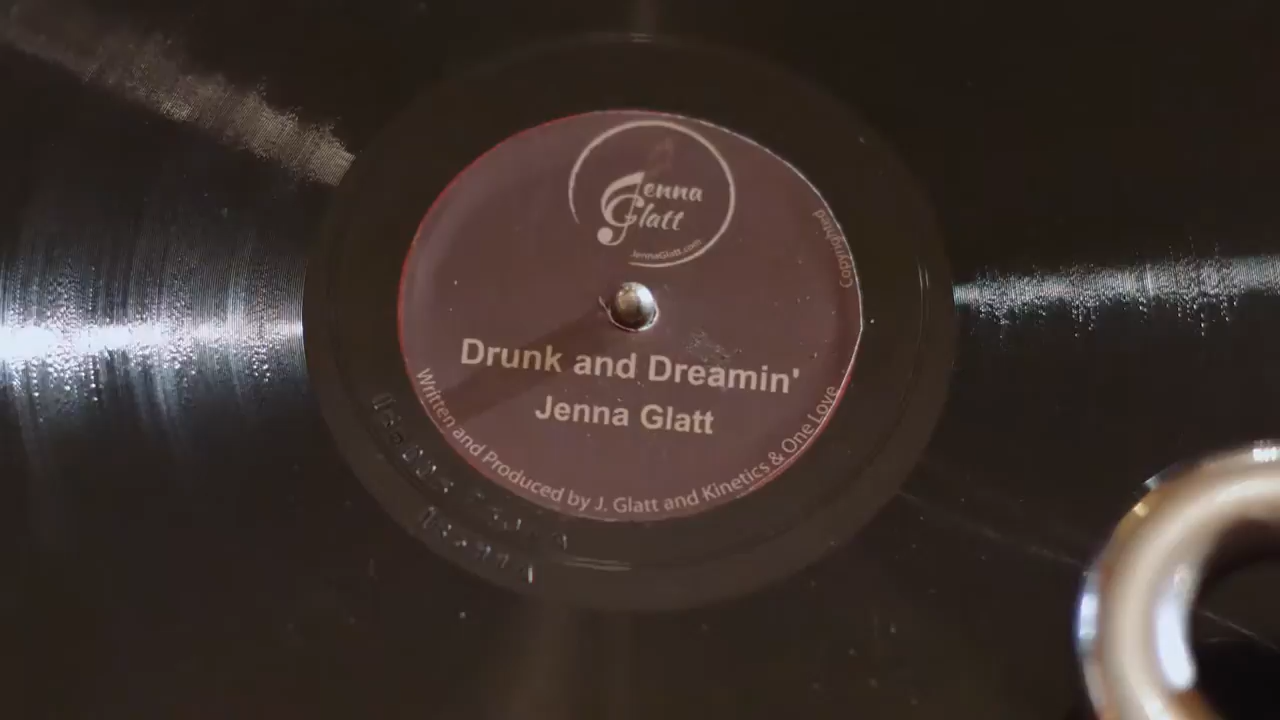 Jenna
Glatt
JennaGlatt.com
Copyrighted
Drunk and Dreamin'
Jenna Glatt
Written and Produced by J. Glatt and Kinetics & One Love